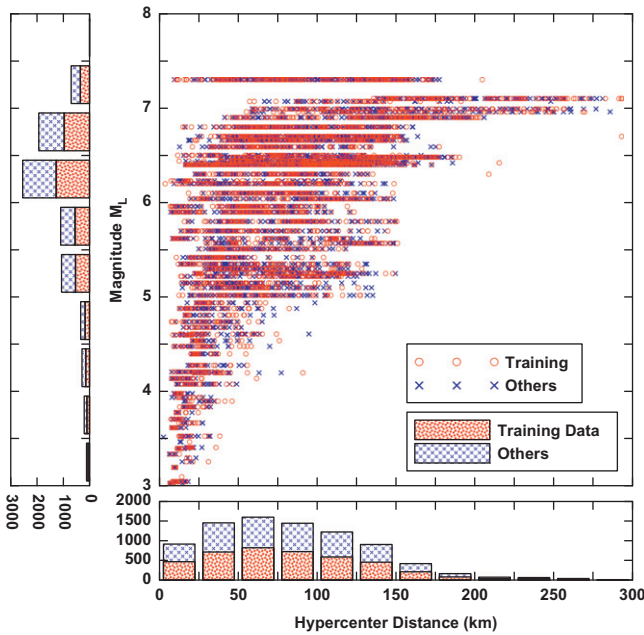 8
7
6
5
4
3
Magnitude M_L
Training
Others
Training Data
Others
3000
2000
1000
0
2000
1500
1000
500
0
0 50 100 150 200 250 300
Hypercenter Distance (km)